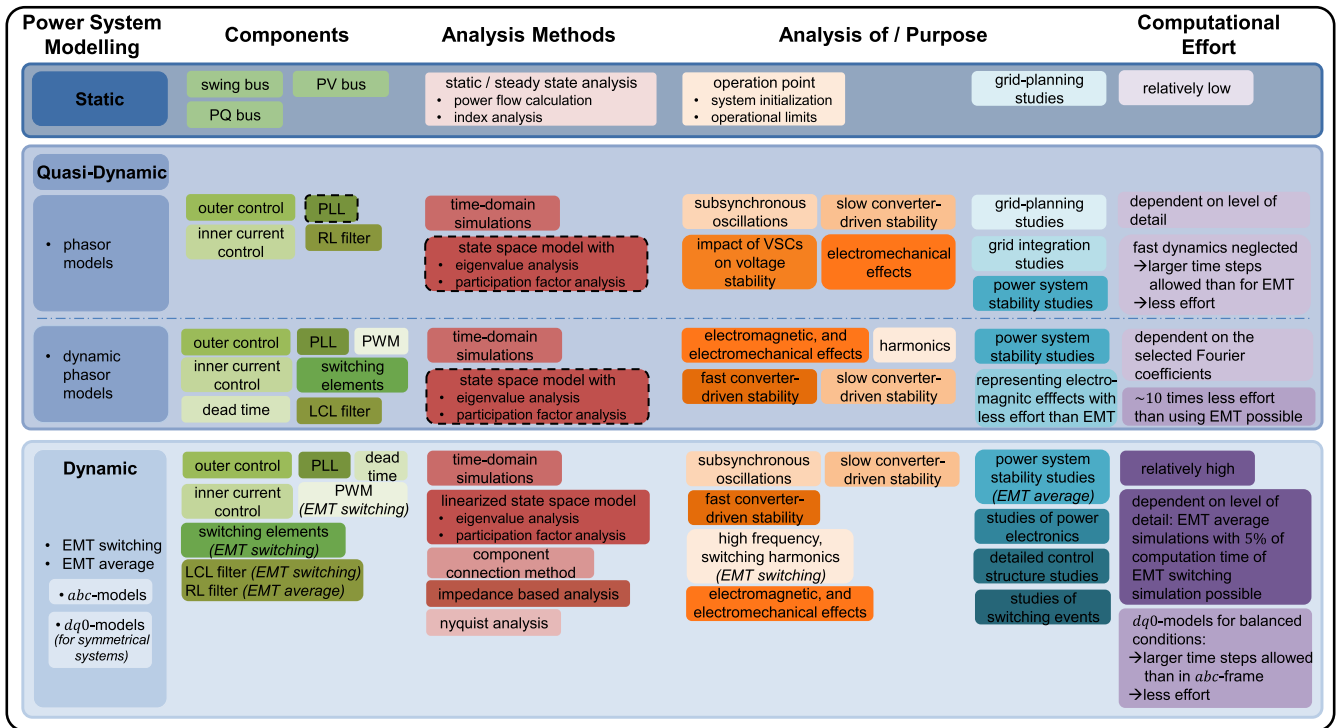 Power System
Modelling
Components
Analysis Methods
Analysis of / Purpose
Computational
Effort
Static
swing bus
PV bus
PQ bus
static / steady state analysis
• power flow calculation
• index analysis
operation point
• system initialization
• operational limits
grid-planning
studies
relatively low
Quasi-Dynamic
• phasor
models
outer control
PLL
inner current
control
RL filter
time-domain
simulations
state space model with
• eigenvalue analysis
• participation factor analysis
subsynchronous
oscillations
slow converter-
driven stability
impact of VSCs
on voltage
stability
electromechanical
effects
grid-planning
studies
grid integration
studies
power system
stability studies
dependent on level of
detail
fast dynamics neglected
→larger time steps
allowed than for EMT
→less effort
• dynamic
phasor
models
outer control
PLL
PWM
inner current
control
switching
elements
dead time
LCL filter
time-domain
simulations
state space model with
• eigenvalue analysis
• participation factor analysis
electromagnetic, and
electromechanical effects
harmonics
fast converter-
driven stability
slow converter-
driven stability
power system
stability studies
representing electro-
magnitc effects with
less effort than EMT
dependent on the
selected Fourier
coefficients
~10 times less effort
than using EMT possible
Dynamic
• EMT switching
• EMT average
• abc-models
• dq0-models
(for symmetrical
systems)
outer control
PLL
dead
time
inner current
control
PWM
(EMT switching)
switching elements
(EMT switching)
LCL filter (EMT switching)
RL filter (EMT average)
time-domain
simulations
linearized state space model
• eigenvalue analysis
• participation factor analysis
component
connection method
impedance based analysis
nyquist analysis
subsynchronous
oscillations
slow converter-
driven stability
fast converter-
driven stability
high frequency,
switching harmonics
(EMT switching)
electromagnetic, and
electromechanical effects
power system
stability studies
(EMT average)
studies of power
electronics
detailed control
structure studies
studies of
switching events
relatively high
dependent on level of
detail: EMT average
simulations with 5% of
computation time of
EMT switching
simulation possible
dq0-models for balanced
conditions:
→larger time steps allowed
than in abc-frame
→less effort